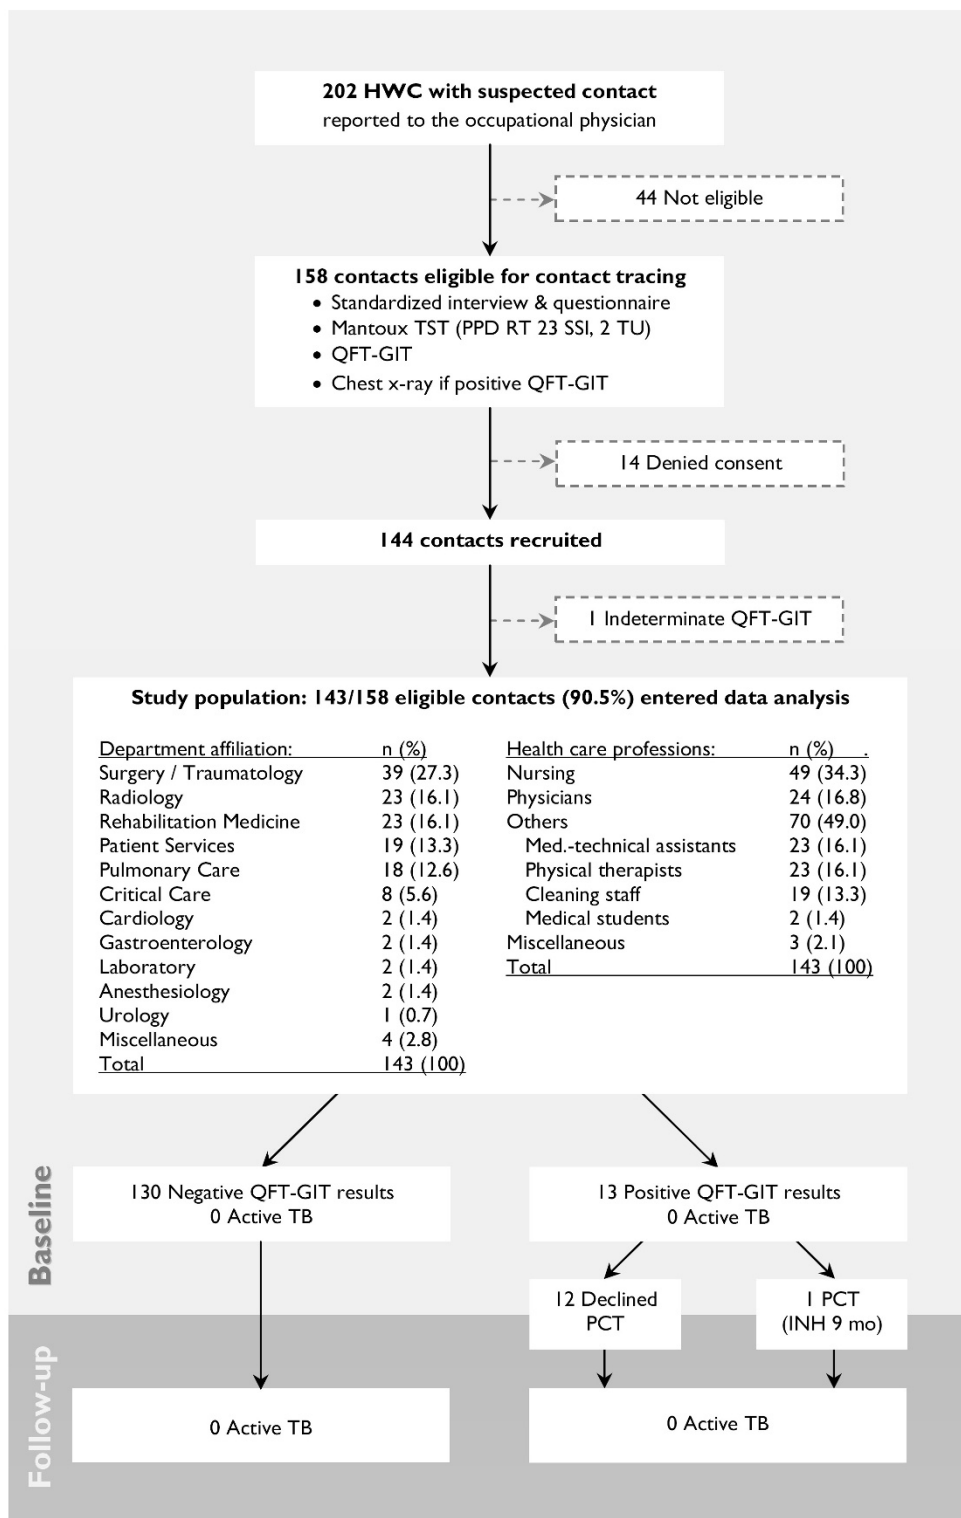 202 HWC with suspected contact
reported to the occupational physician
44 Not eligible
158 contacts eligible for contact tracing
• Standardized interview & questionnaire
• Mantoux TST (PPD RT 23 SSI, 2 TU)
• QFT-GIT
• Chest x-ray if positive QFT-GIT
14 Denied consent
144 contacts recruited
1 Indeterminate QFT-GIT
Study population: 143/158 eligible contacts (90.5%) entered data analysis
Department affiliation: n (%)
Surgery / Traumatology 39 (27.3)
Radiology 23 (16.1)
Rehabilitation Medicine 23 (16.1)
Patient Services 19 (13.3)
Pulmonary Care 18 (12.6)
Critical Care 8 (5.6)
Cardiology 2 (1.4)
Gastroenterology 2 (1.4)
Laboratory 2 (1.4)
Anesthesiology 2 (1.4)
Urology 1 (0.7)
Miscellaneous 4 (2.8)
Total 143 (100)
Health care professions: n (%) .
Nursing 49 (34.3)
Physicians 24 (16.8)
Others 70 (49.0)
Med.-technical assistants 23 (16.1)
Physical therapists 23 (16.1)
Cleaning staff 19 (13.3)
Medical students 2 (1.4)
Miscellaneous 3 (2.1)
Total 143 (100)
Baseline
130 Negative QFT-GIT results
0 Active TB
13 Positive QFT-GIT results
0 Active TB
12 Declined
PCT
1 PCT
(INH 9 mo)
Follow-up
0 Active TB
0 Active TB